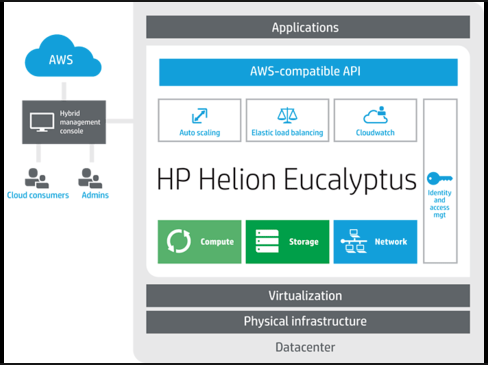 Applications
AWS
AWS-compatible API
Hybrid
management
console
Auto scaling
Elastic load balancing
Cloudwatch
Cloud consumers
Admins
HP Helion Eucalyptus
Identity
and
access
mgt
Compute
Storage
Network
Virtualization
Physical infrastructure
Datacenter